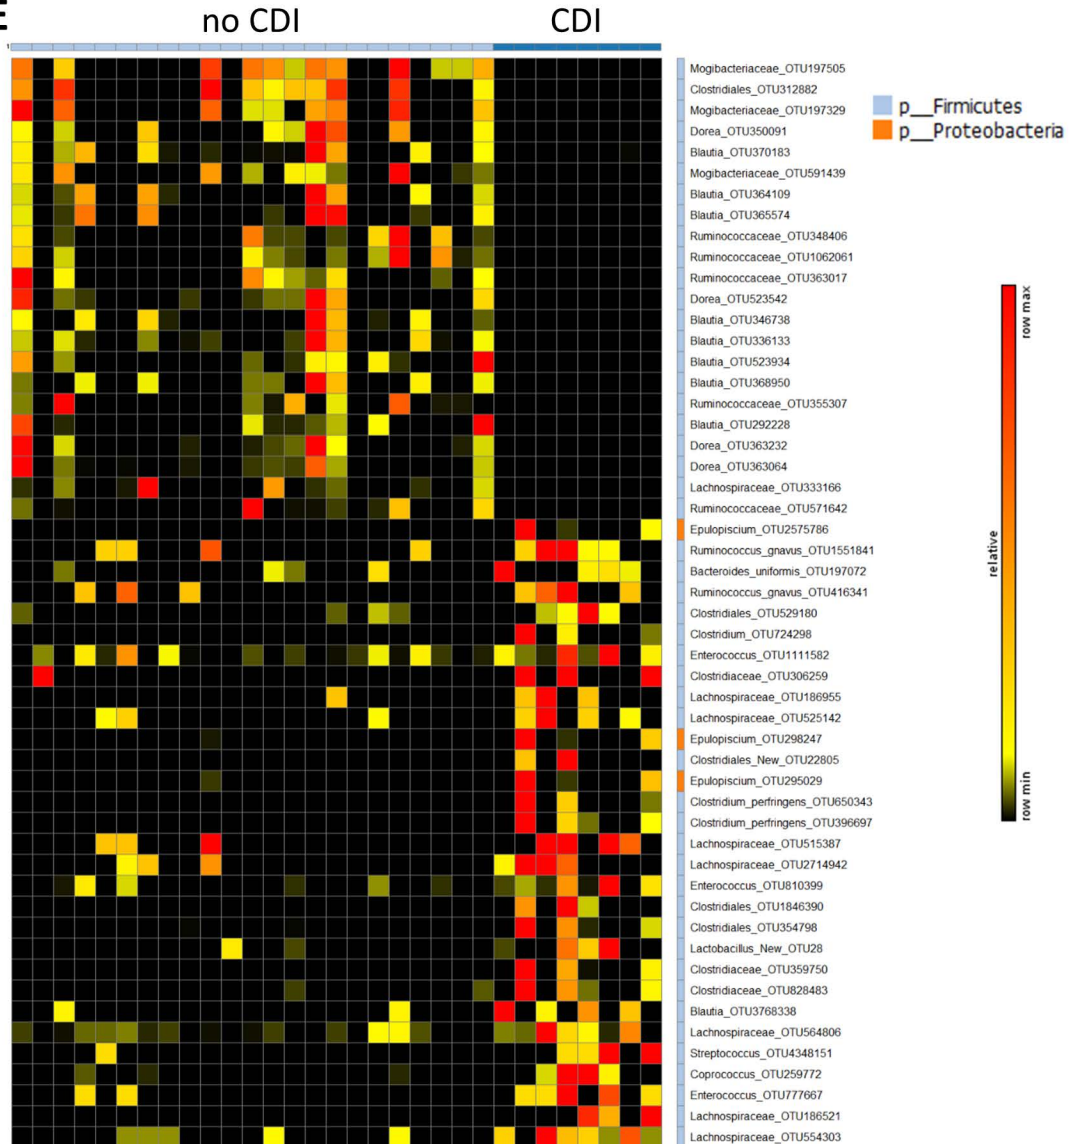 E
no CDI
CDI
1
Mogibacteriaceae_OTU197505
Clostridiales_OTU312882
Mogibacteriaceae_OTU197329
Dorea_OTU350091
Blautia_OTU370183
Mogibacteriaceae_OTU591439
Blautia_OTU364109
Blautia_OTU365574
Ruminococcaceae_OTU348406
Ruminococcaceae_OTU1062061
Ruminococcaceae_OTU363017
Dorea_OTU523542
Blautia_OTU346738
Blautia_OTU336133
Blautia_OTU523934
Blautia_OTU368950
Ruminococcaceae_OTU355307
Blautia_OTU292228
Dorea_OTU363232
Dorea_OTU363064
Lachnospiraceae_OTU333166
Ruminococcaceae_OTU571642
Epulopiscium_OTU2575786
Ruminococcus_gnavus_OTU1551841
Bacteroides_uniformis_OTU197072
Ruminococcus_gnavus_OTU416341
Clostridiales_OTU529180
Clostridium_OTU724298
Enterococcus_OTU1111582
Clostridiaceae_OTU306259
Lachnospiraceae_OTU186955
Lachnospiraceae_OTU525142
Epulopiscium_OTU298247
Clostridiales_New_OTU22805
Epulopiscium_OTU295029
Clostridium_perfringens_OTU650343
Clostridium_perfringens_OTU396697
Lachnospiraceae_OTU515387
Lachnospiraceae_OTU2714942
Enterococcus_OTU810399
Clostridiales_OTU1846390
Clostridiales_OTU354798
Lactobacillus_New_OTU28
Clostridiaceae_OTU359750
Clostridiaceae_OTU828483
Blautia_OTU3768338
Lachnospiraceae_OTU564806
Streptococcus_OTU4348151
Coprococcus_OTU259772
Enterococcus_OTU777667
Lachnospiraceae_OTU186521
Lachnospiraceae_OTU554303
p__Firmicutes
p__Proteobacteria
row max
relative
row min